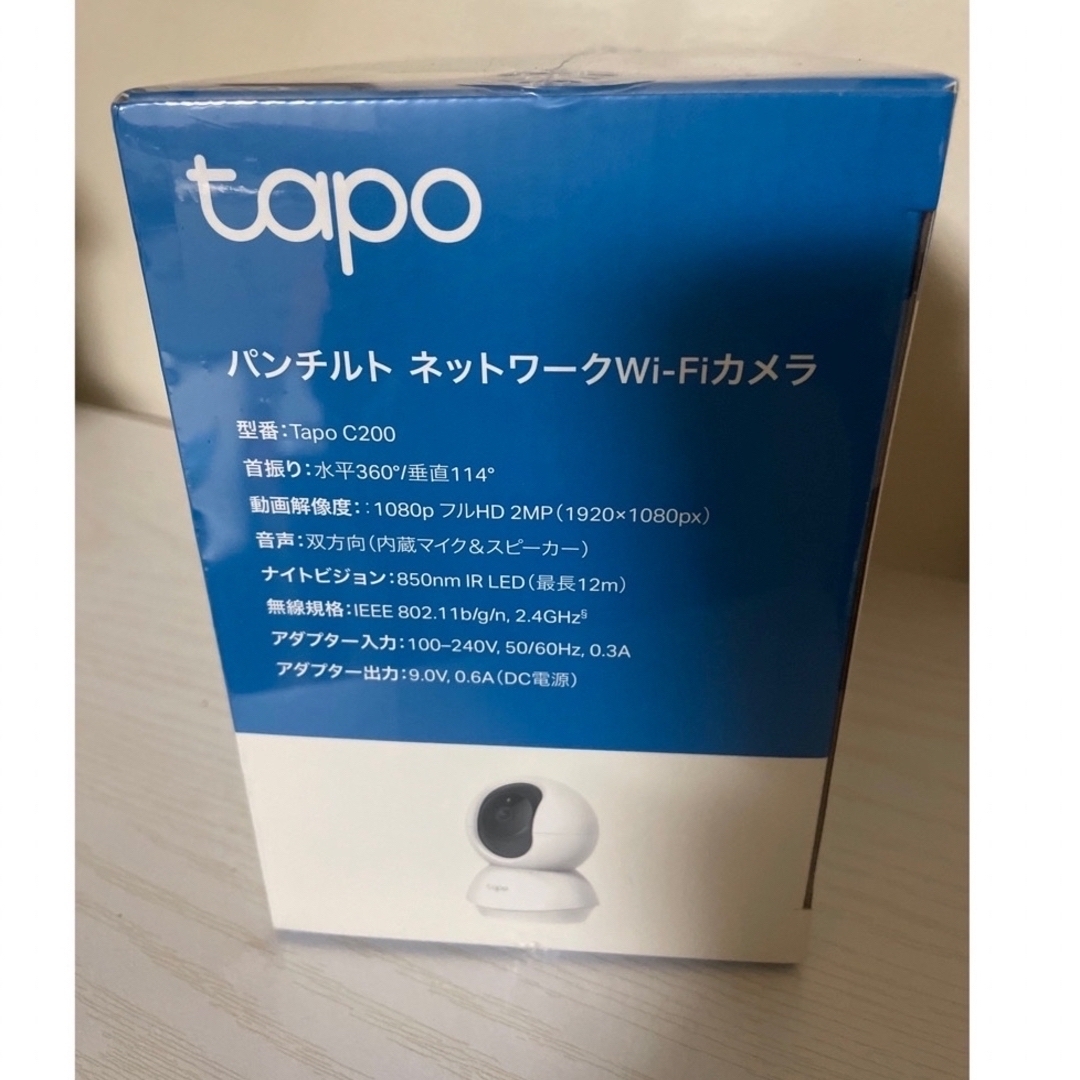 tapo
パンチルト ネットワークWi-Fiカメラ
型番：Tapo C200
首振り：水平360°/垂直114°
動画解像度：：1080p フルHD 2MP（1920×1080px）
音声：双方向（内蔵マイク＆スピーカー）
ナイトビジョン：850nm IR LED（最長12m）
無線規格：IEEE 802.11b/g/n, 2.4GHz§
アダプター入力：100–240V, 50/60Hz, 0.3A
アダプター出力：9.0V, 0.6A（DC電源）
tapo